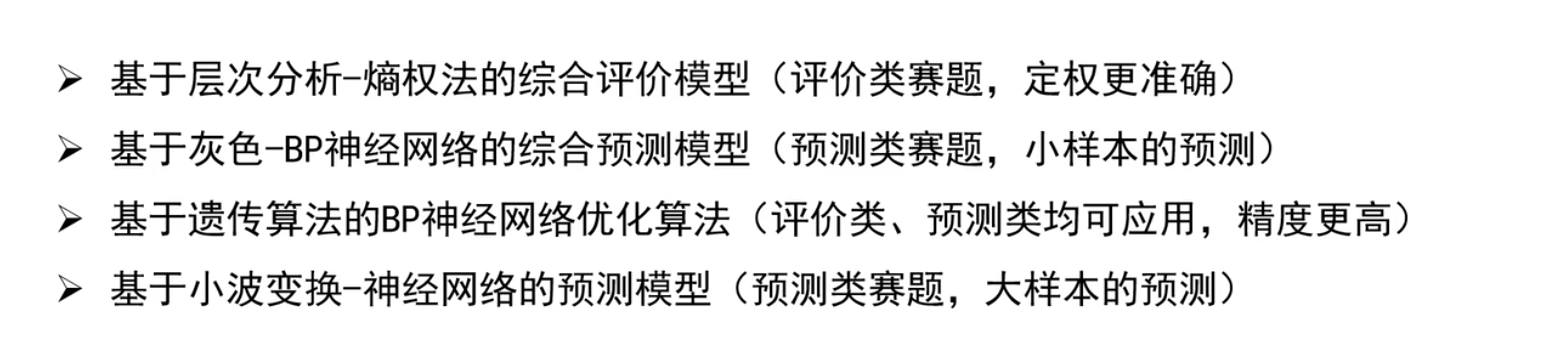 ➢ 基于层次分析-熵权法的综合评价模型（评价类赛题，定权更准确）
➢ 基于灰色-BP神经网络的综合预测模型（预测类赛题，小样本的预测）
➢ 基于遗传算法的BP神经网络优化算法（评价类、预测类均可应用，精度更高）
➢ 基于小波变换-神经网络的预测模型（预测类赛题，大样本的预测）